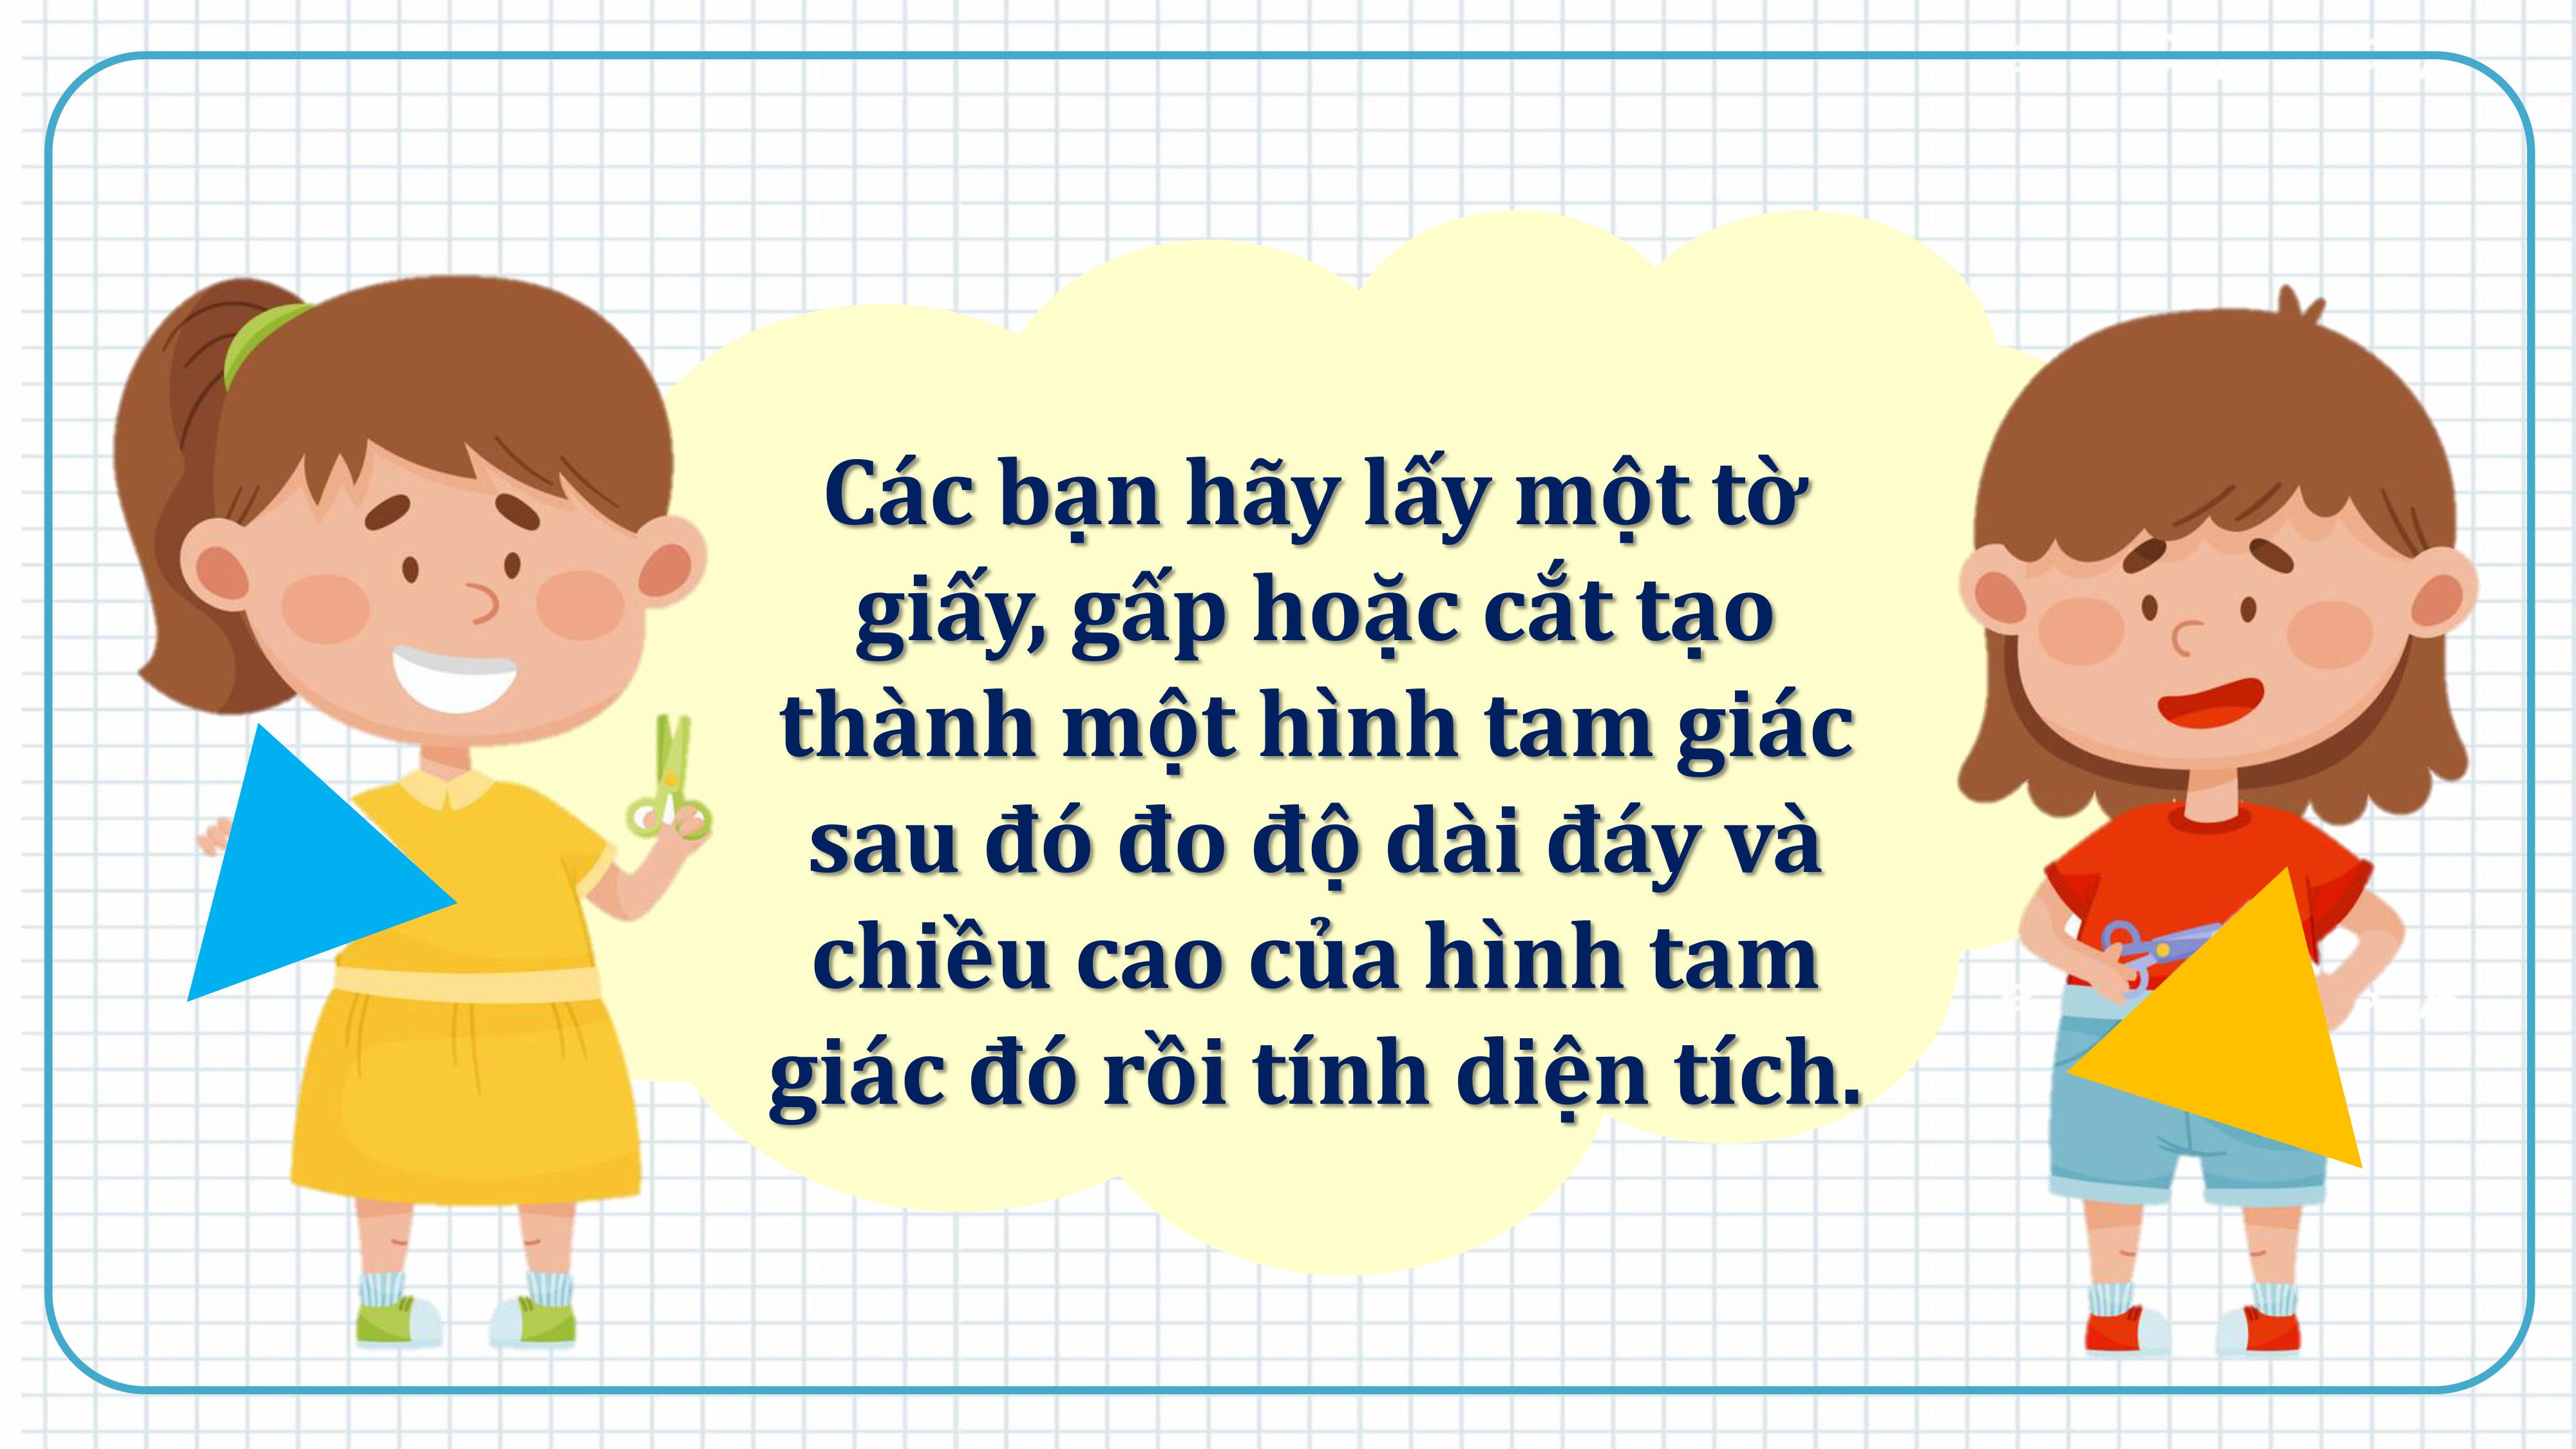 Các bạn hãy lấy một tờ
giấy, gấp hoặc cắt tạo
thành một hình tam giác
sau đó đo độ dài đáy và
chiều cao của hình tam
giác đó rồi tính diện tích.